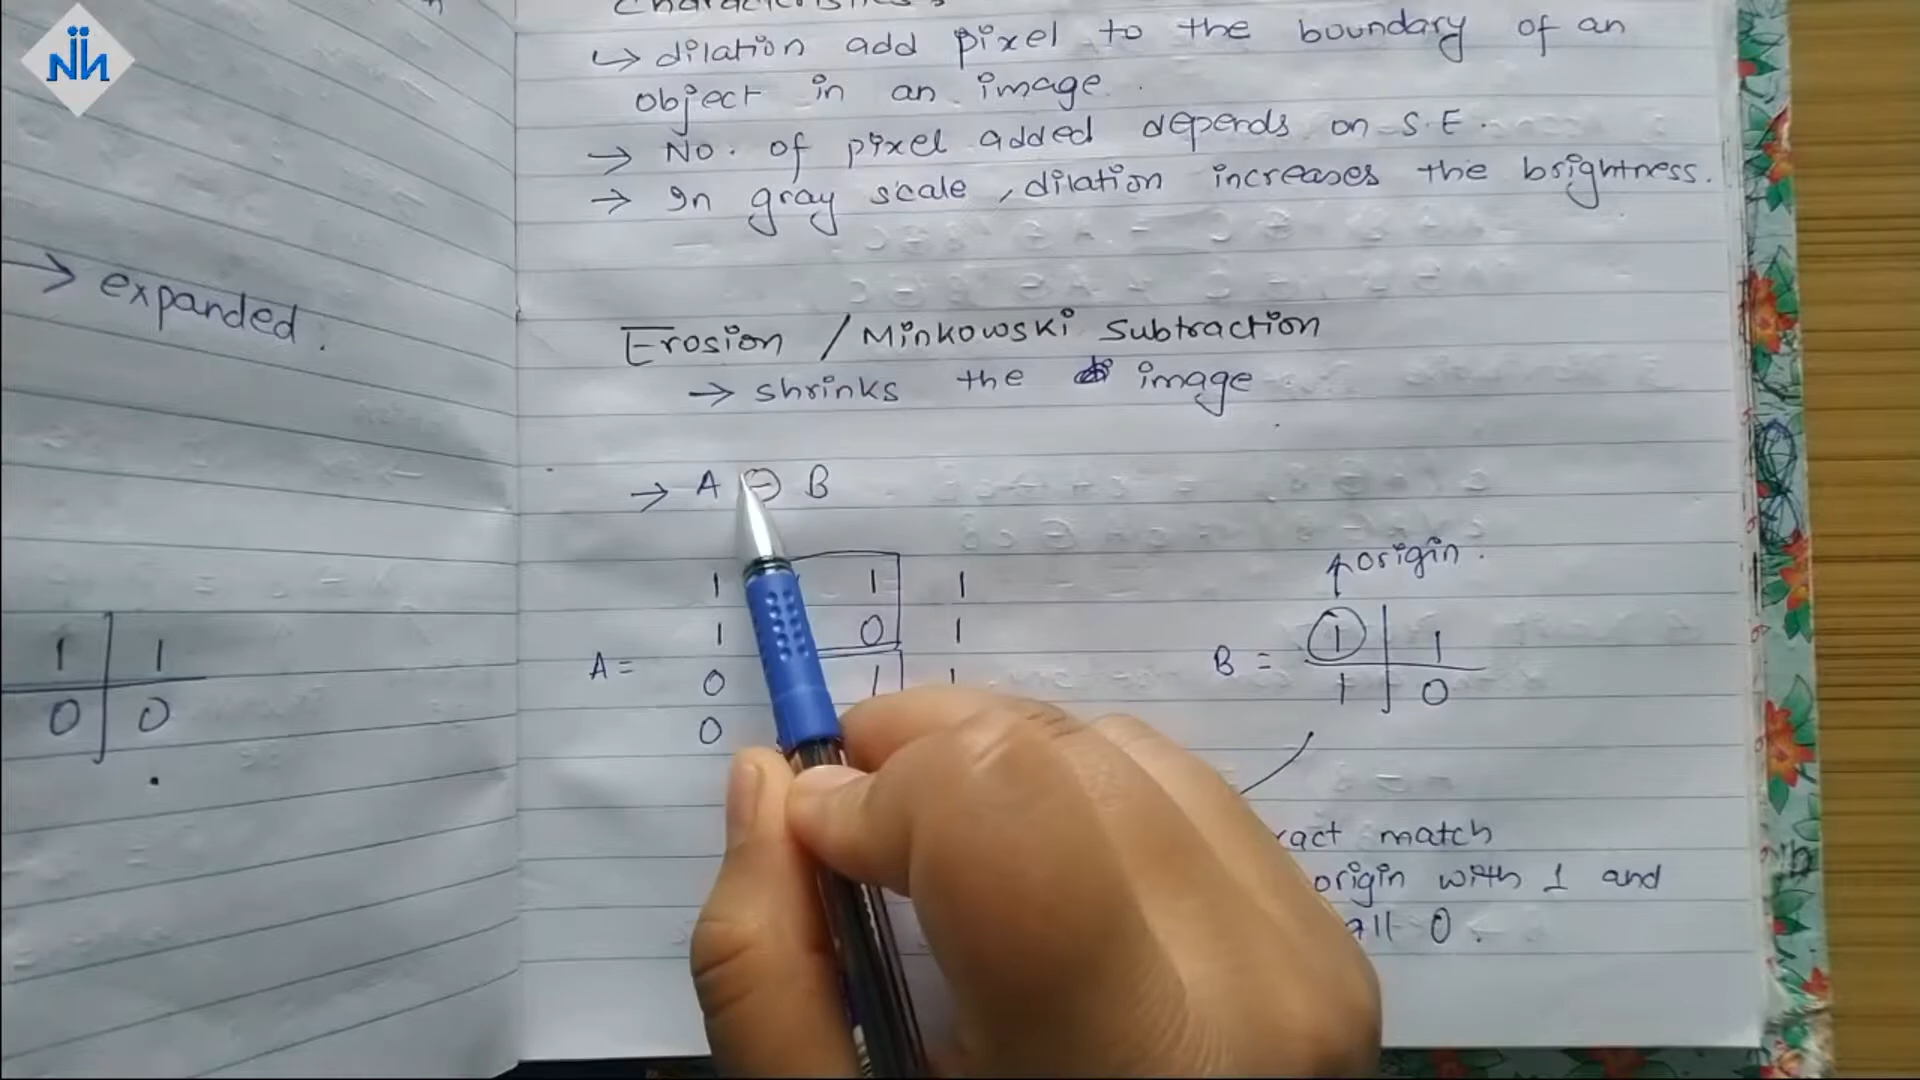 ↳ dilation add pixel to the boundary of an
object in an image.
→ No. of pixel added depends on S.E.
→ In gray scale, dilation increases the brightness.
→ expanded.
Erosion / Minkowski Subtraction
→ shrinks the image
→ A ⊖ B
↑ origin.
1 1 1
1 0 1
A =
0 1 1
0
B =
1 1
1 0
1 1
0 0
match
origin with 1 and
all 0.